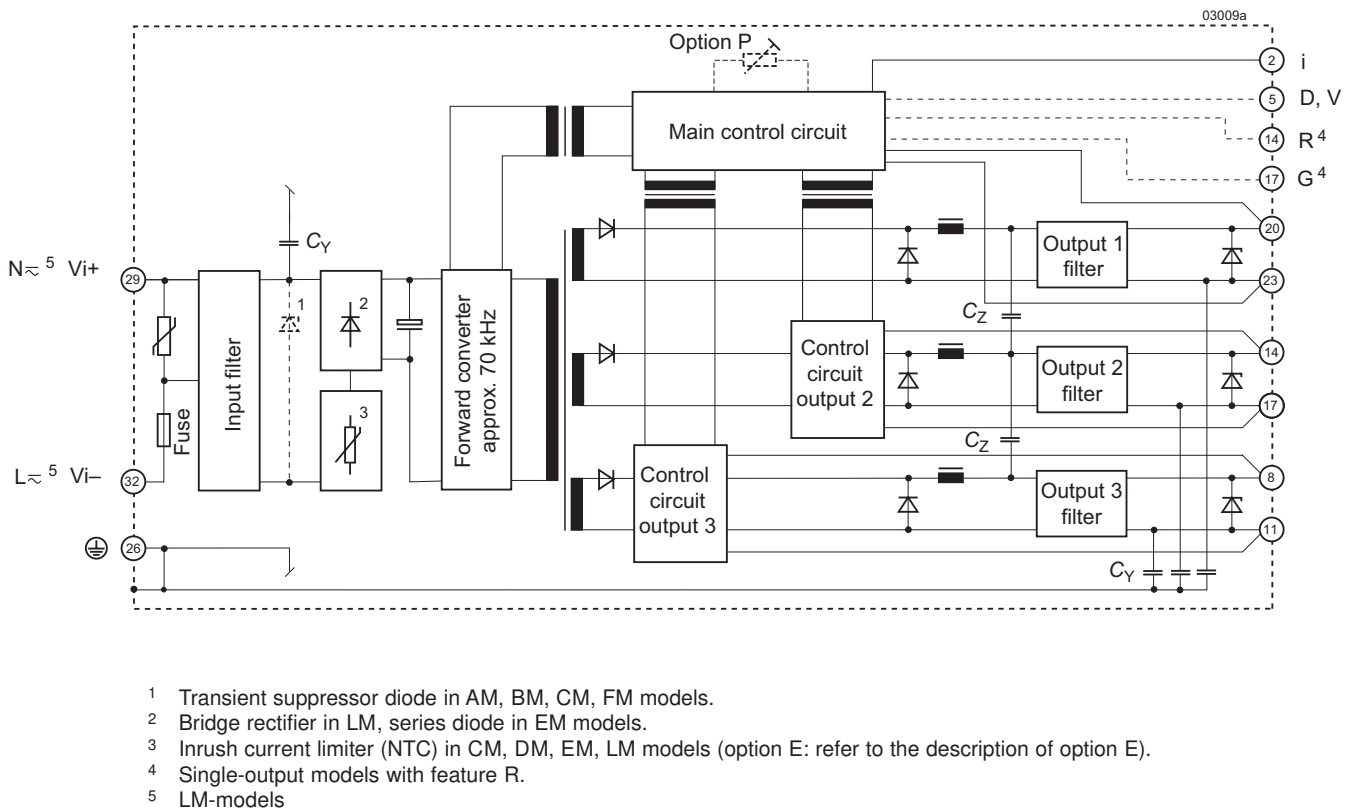 03009a
Option P
2 i
5 D, V
Main control circuit
14 R 4
17 G 4
20
CY
Output 1
filter
N≂ 5 Vi+
29
23
1
2
CZ
Input filter
Forward converter
approx. 70 kHz
Control
circuit
output 2
14
Output 2
filter
Fuse
3
17
CZ
L≂ 5 Vi–
32
Control
circuit
output 3
8
Output 3
filter
11
26
CY
1 Transient suppressor diode in AM, BM, CM, FM models.
2 Bridge rectifier in LM, series diode in EM models.
3 Inrush current limiter (NTC) in CM, DM, EM, LM models (option E: refer to the description of option E).
4 Single-output models with feature R.
5 LM-models